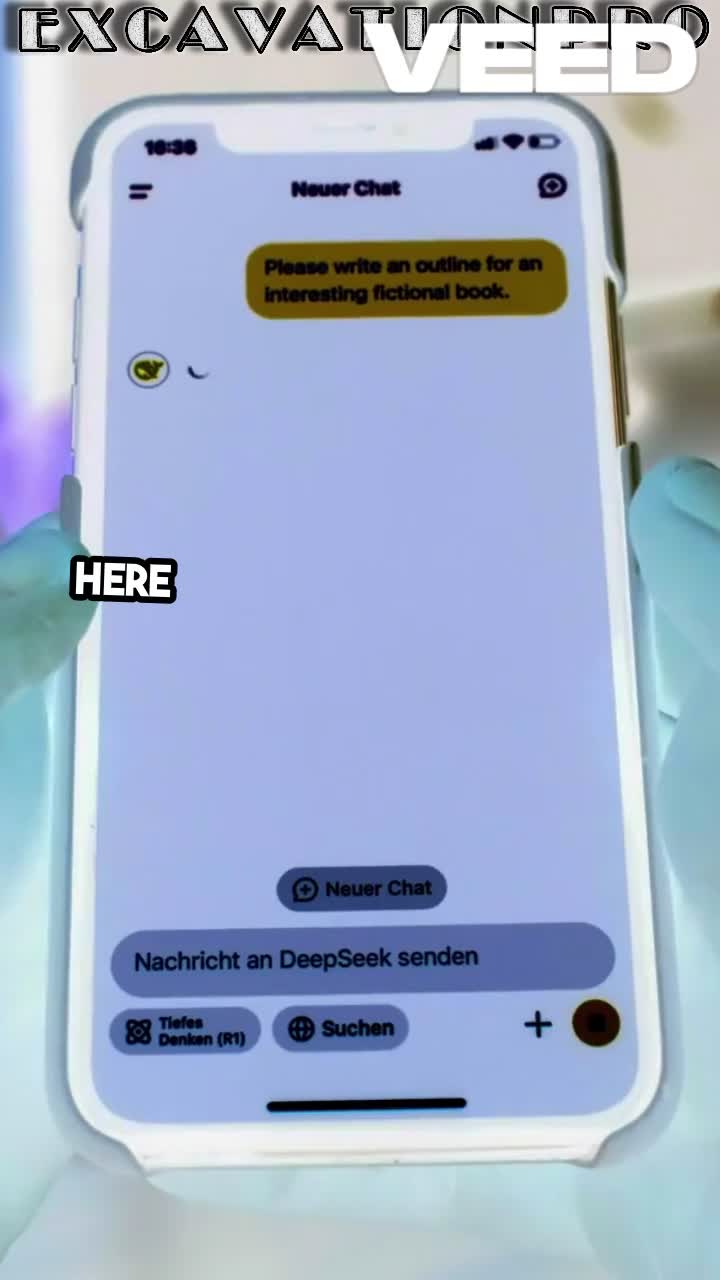 EXCAVATIONPRO
VEED
16:36
Neuer Chat
Please write an outline for an
interesting fictional book.
HERE
Neuer Chat
Nachricht an DeepSeek senden
Tiefes
Denken (R1)
Suchen